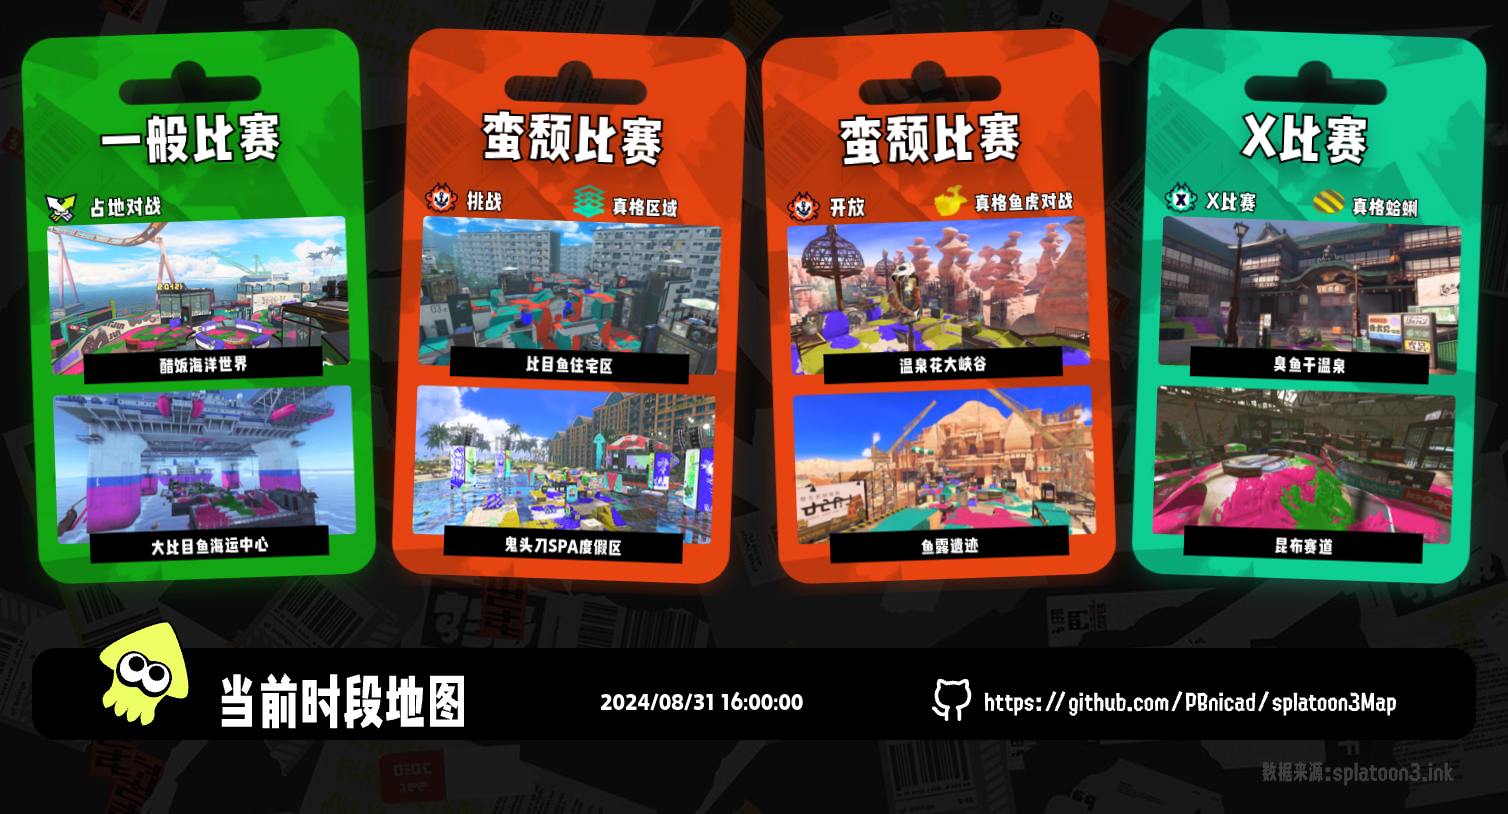 一般比赛
占地对战
醋饭海洋世界
大比目鱼海运中心
蛮颓比赛
挑战
真格区域
比目鱼住宅区
鬼头刀SPA度假区
蛮颓比赛
开放
真格鱼虎对战
温泉花大峡谷
鱼露遗迹
X比赛
X比赛
真格蛤蜊
臭鱼干温泉
昆布赛道
当前时段地图
2024/08/31 16:00:00
https://github.com/PBnicad/splatoon3Map
数据来源:splatoon3.ink